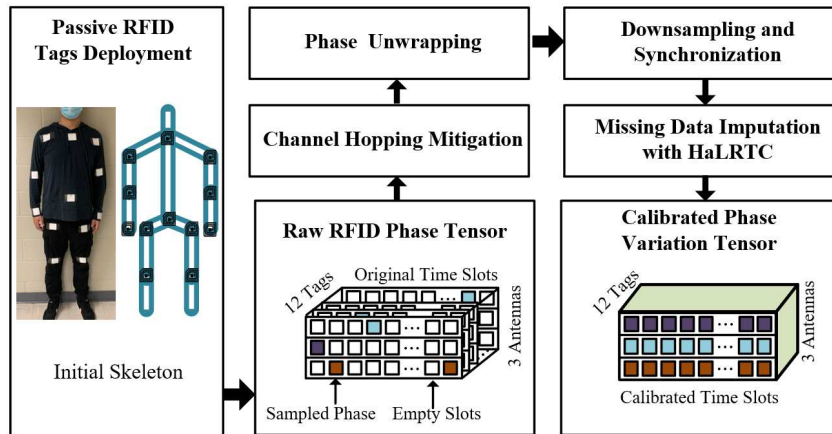 Passive RFID
Tags Deployment
Initial Skeleton
Phase Unwrapping
Channel Hopping Mitigation
Raw RFID Phase Tensor
Original Time Slots
12 Tags
3 Antennas
...
...
...
...
Sampled Phase
Empty Slots
Downsampling and
Synchronization
Missing Data Imputation
with HaLRTC
Calibrated Phase
Variation Tensor
12 Tags
3 Antennas
...
...
...
Calibrated Time Slots